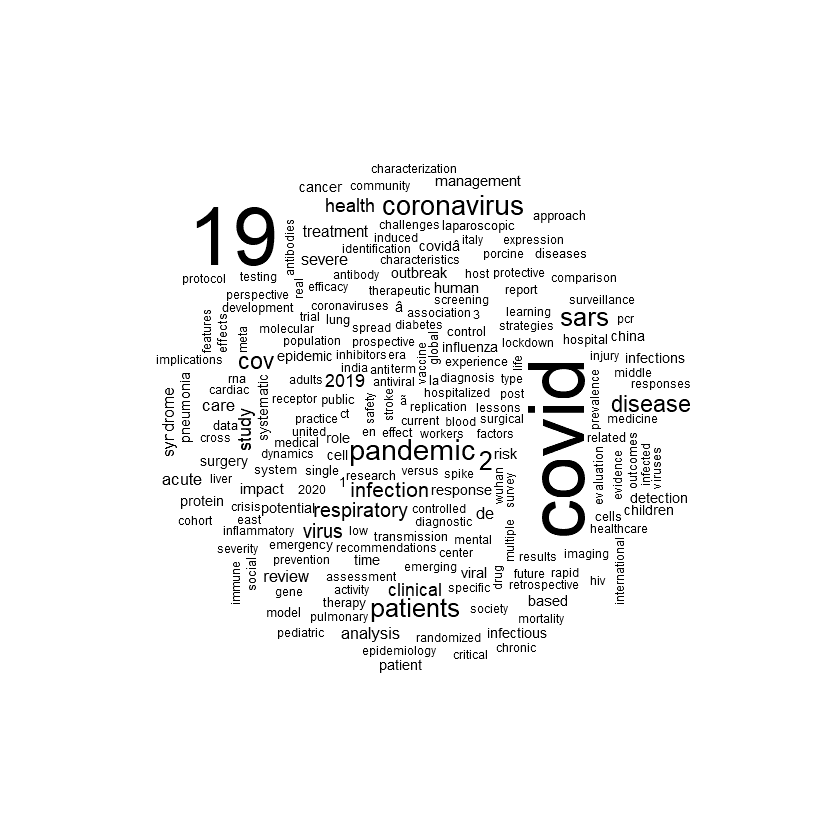 characterization
cancer
community
management
health
coronavirus
approach
19
antibodies
treatment
challenges
laparoscopic
induced
identification
covidâ
italy
expression
severe
characteristics
porcine
diseases
protocol
testing
real
antibody
outbreak
host
protective
comparison
perspective
efficacy
therapeutic
human
report
screening
surveillance
development
coronaviruses
â
association
3
learning
sars
pcr
features
effects
meta
trial
lung
molecular
spread
diabetes
control
strategies
population
prospective
global
influenza
lockdown
hospital
china
implications
cov
epidemic
inhibitors
era
vaccine
experience
life
injury
infections
rna
india
anti
term
middle
syndrome
pneumonia
cardiac
systematic
adults
2019
antiviral
la
diagnosis
type
covid
prevalence
responses
care
study
receptor
public
safety
stroke
ã
hospitalized
post
replication
lessons
disease
data
practice
ct
current
blood
surgical
medicine
cross
united
en
effect
workers
factors
related
medical
role
surgery
dynamics
cell
pandemic
2
risk
evaluation
evidence
outcomes
infected
viruses
system
single
research
versus
spike
wuhan
survey
acute
liver
1
impact
2020
infection
response
detection
protein
crisis
potential
respiratory
controlled
de
children
cohort
east
diagnostic
cells
inflammatory
virus
low
transmission
mental
multiple
healthcare
severity
emergency
recommendations
center
results
imaging
international
immune
social
prevention
time
emerging
viral
drug
future
rapid
review
assessment
retrospective
hiv
gene
activity
clinical
specific
therapy
based
model
pulmonary
patients
society
mortality
pediatric
analysis
randomized
infectious
epidemiology
critical
chronic
patient